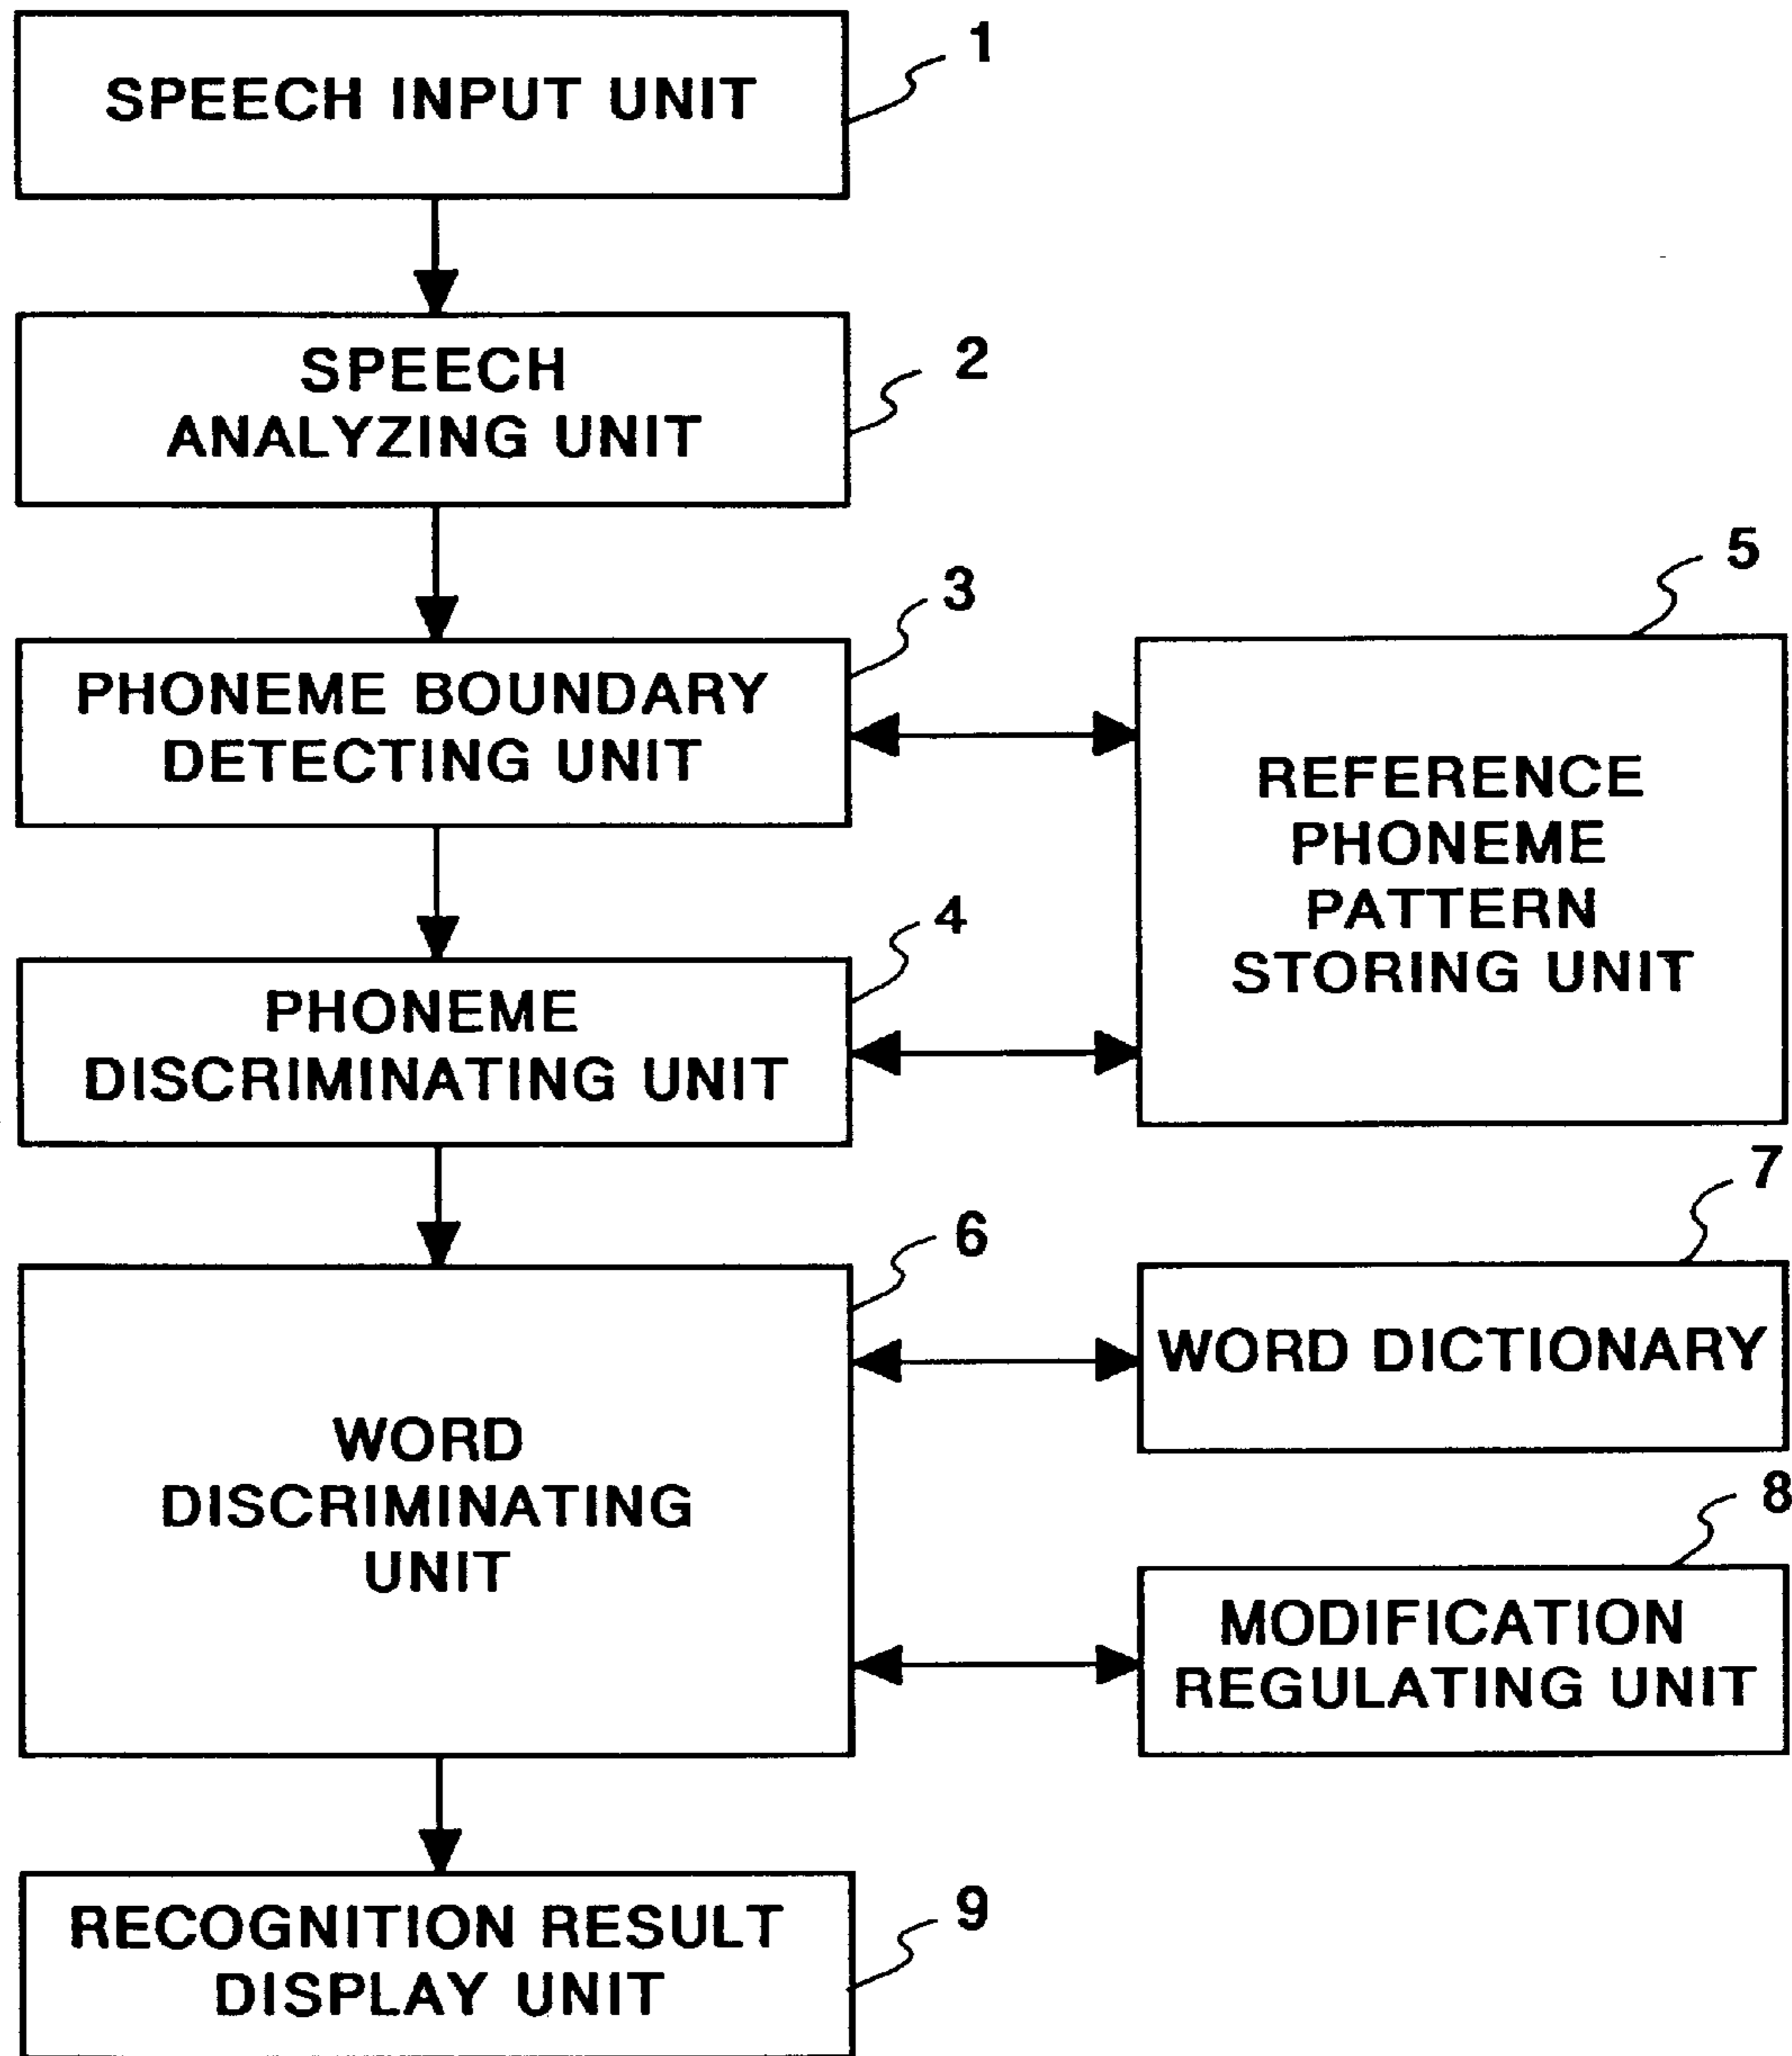 1
SPEECH INPUT UNIT
2
SPEECH
ANALYZING UNIT
3
PHONEME BOUNDARY
DETECTING UNIT
5
REFERENCE
PHONEME
PATTERN
STORING UNIT
4
PHONEME
DISCRIMINATING UNIT
6
WORD
DISCRIMINATING
UNIT
7
WORD DICTIONARY
8
MODIFICATION
REGULATING UNIT
9
RECOGNITION RESULT
DISPLAY UNIT